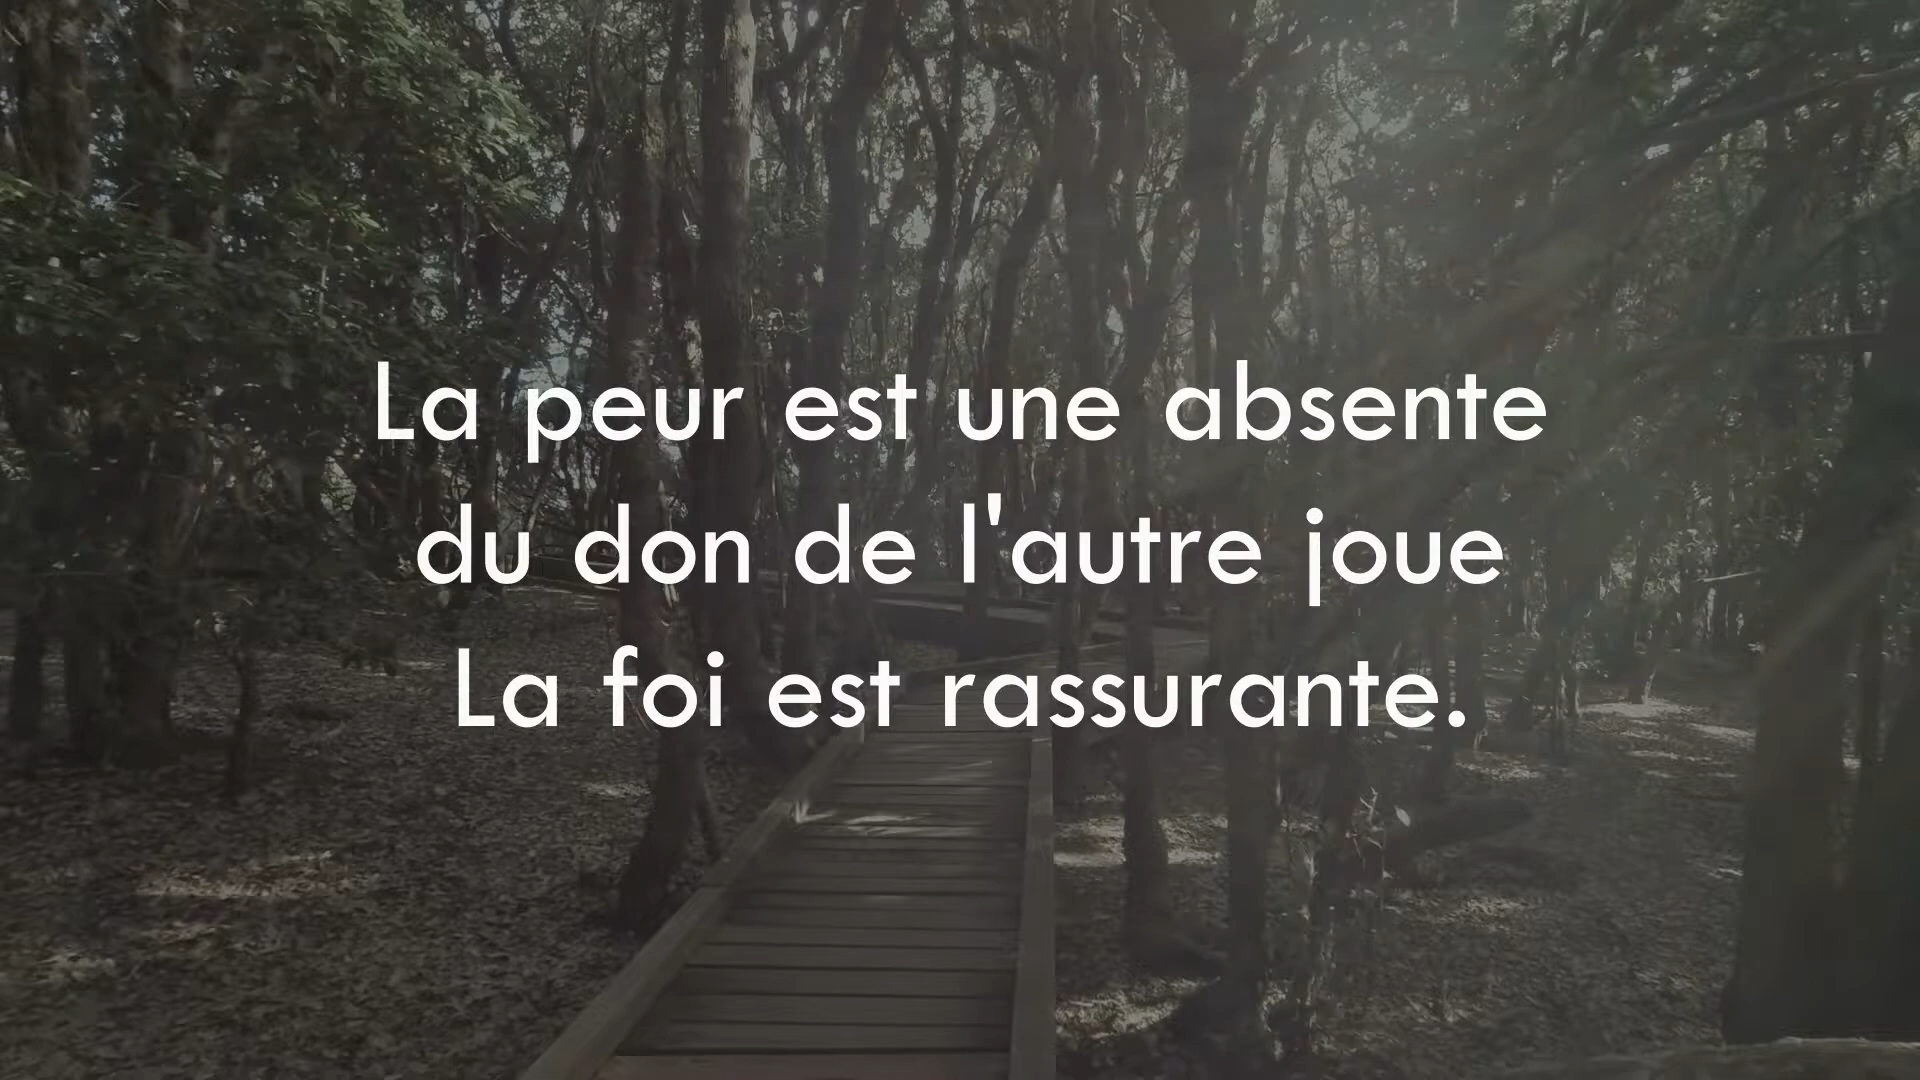 La peur est une absente
du don de l'autre joue
La foi est rassurante.